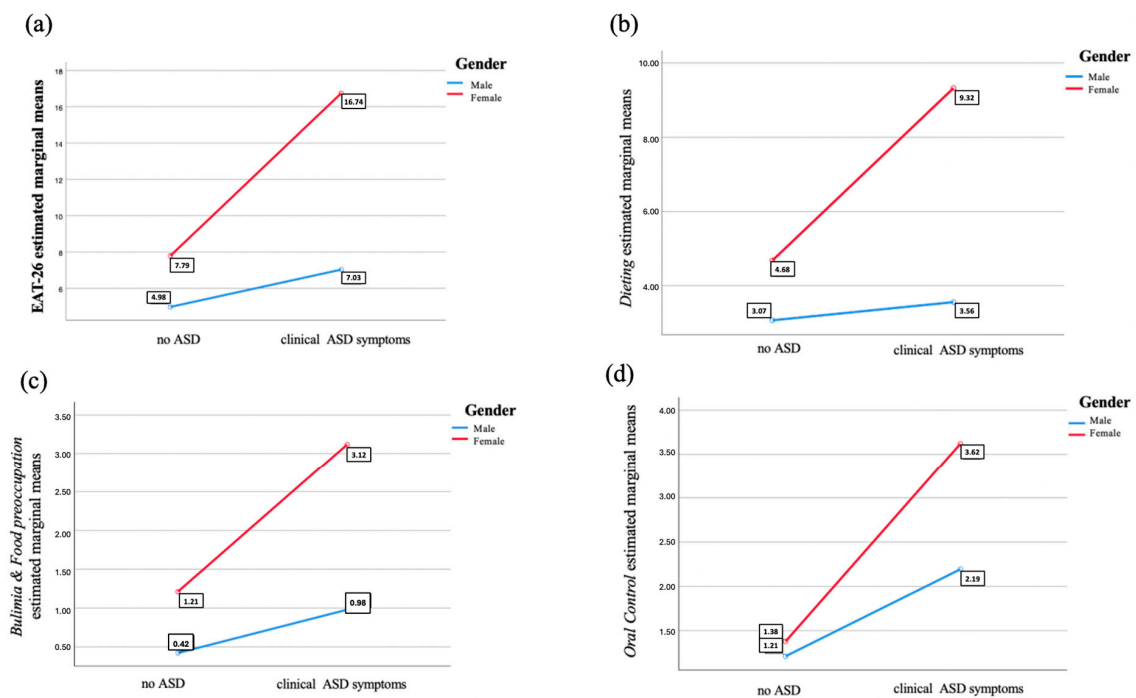 (a)
Gender
Male
Female
EAT-26 estimated marginal means
18
16
14
12
10
8
6
16.74
7.79
7.03
4.98
no ASD
clinical ASD symptoms
(b)
Gender
Male
Female
Dieting estimated marginal means
10.00
8.00
6.00
4.00
9.32
4.68
3.07
3.56
no ASD
clinical ASD symptoms
(c)
Gender
Male
Female
Bulimia & Food preoccupation
estimated marginal means
3.50
3.00
2.50
2.00
1.50
1.00
0.50
3.12
1.21
0.98
0.42
no ASD
clinical ASD symptoms
(d)
Gender
Male
Female
Oral Control estimated marginal means
4.00
3.50
3.00
2.50
2.00
1.50
3.62
2.19
1.38
1.21
no ASD
clinical ASD symptoms